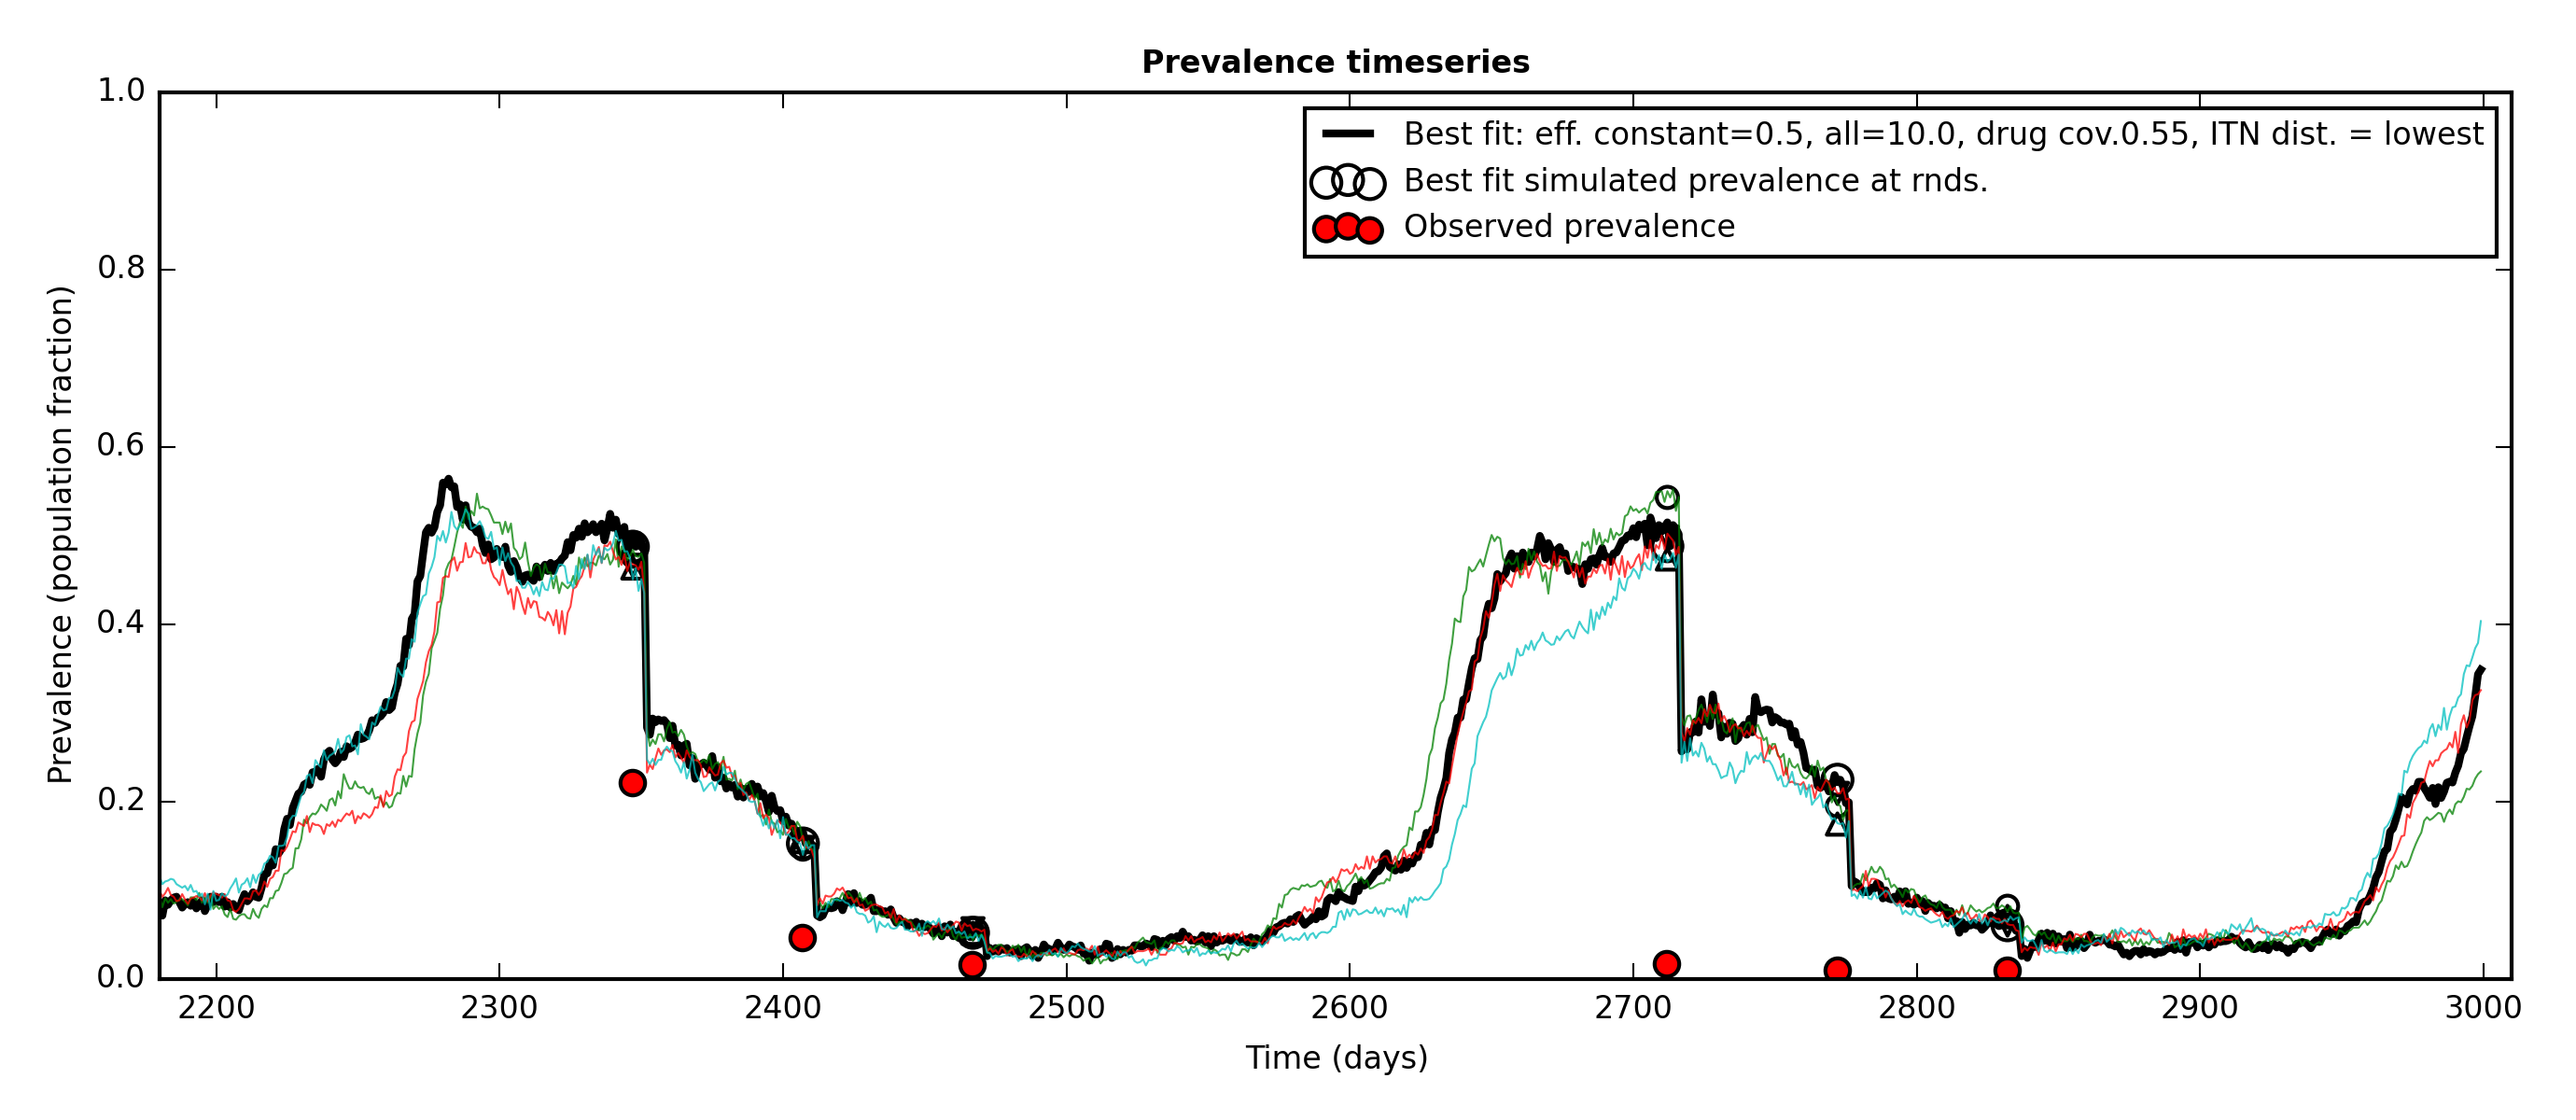 Prevalence timeseries
1.0
0.8
0.6
0.4
0.2
0.0
Prevalence (population fraction)
Best fit: eff. constant=0.5, all=10.0, drug cov.0.55, ITN dist. = lowest
Best fit simulated prevalence at rnds.
Observed prevalence
2200 2300 2400 2500 2600 2700 2800 2900 3000
Time (days)